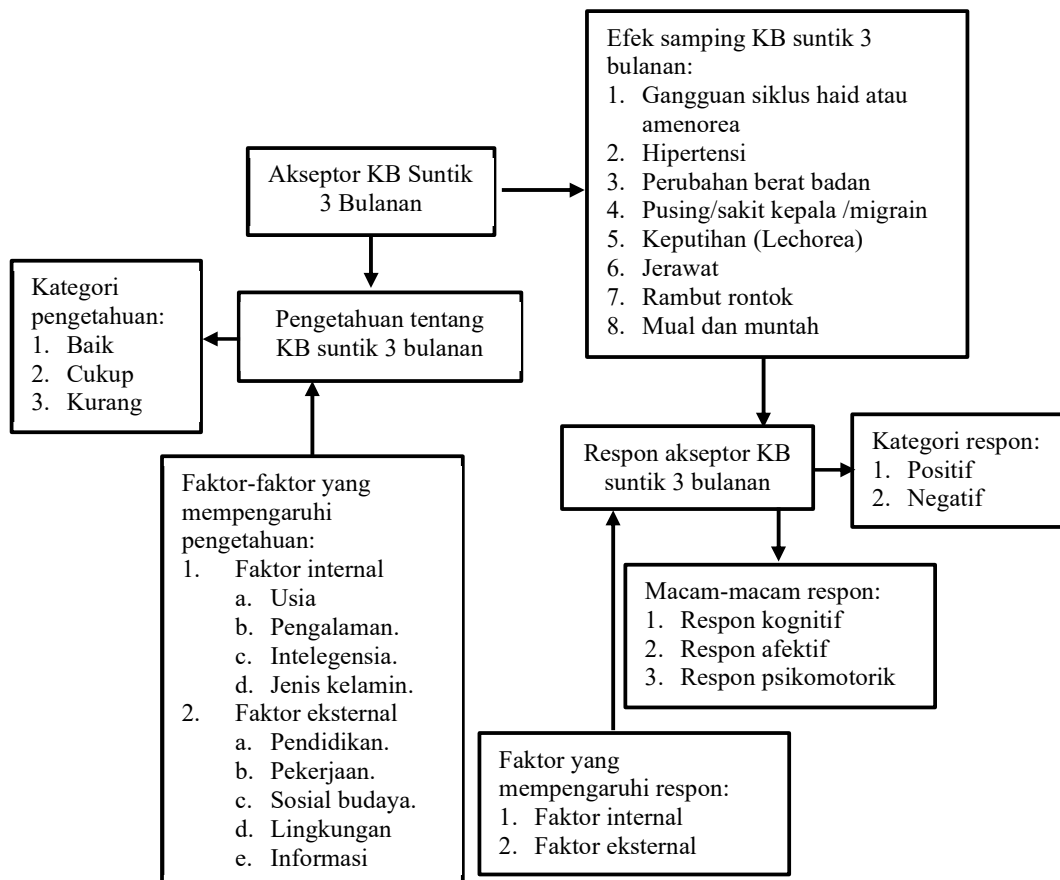 Efek samping KB suntik 3
bulanan:
1. Gangguan siklus haid atau
amenorea
2. Hipertensi
3. Perubahan berat badan
4. Pusing/sakit kepala /migrain
5. Keputihan (Lechorea)
6. Jerawat
7. Rambut rontok
8. Mual dan muntah
Akseptor KB Suntik
3 Bulanan
Kategori
pengetahuan:
1. Baik
2. Cukup
3. Kurang
Pengetahuan tentang
KB suntik 3 bulanan
Respon akseptor KB
suntik 3 bulanan
Kategori respon:
1. Positif
2. Negatif
Faktor-faktor yang
mempengaruhi
pengetahuan:
1. Faktor internal
a. Usia
b. Pengalaman.
c. Intelegensia.
d. Jenis kelamin.
2. Faktor eksternal
a. Pendidikan.
b. Pekerjaan.
c. Sosial budaya.
d. Lingkungan
e. Informasi
Macam-macam respon:
1. Respon kognitif
2. Respon afektif
3. Respon psikomotorik
Faktor yang
mempengaruhi respon:
1. Faktor internal
2. Faktor eksternal